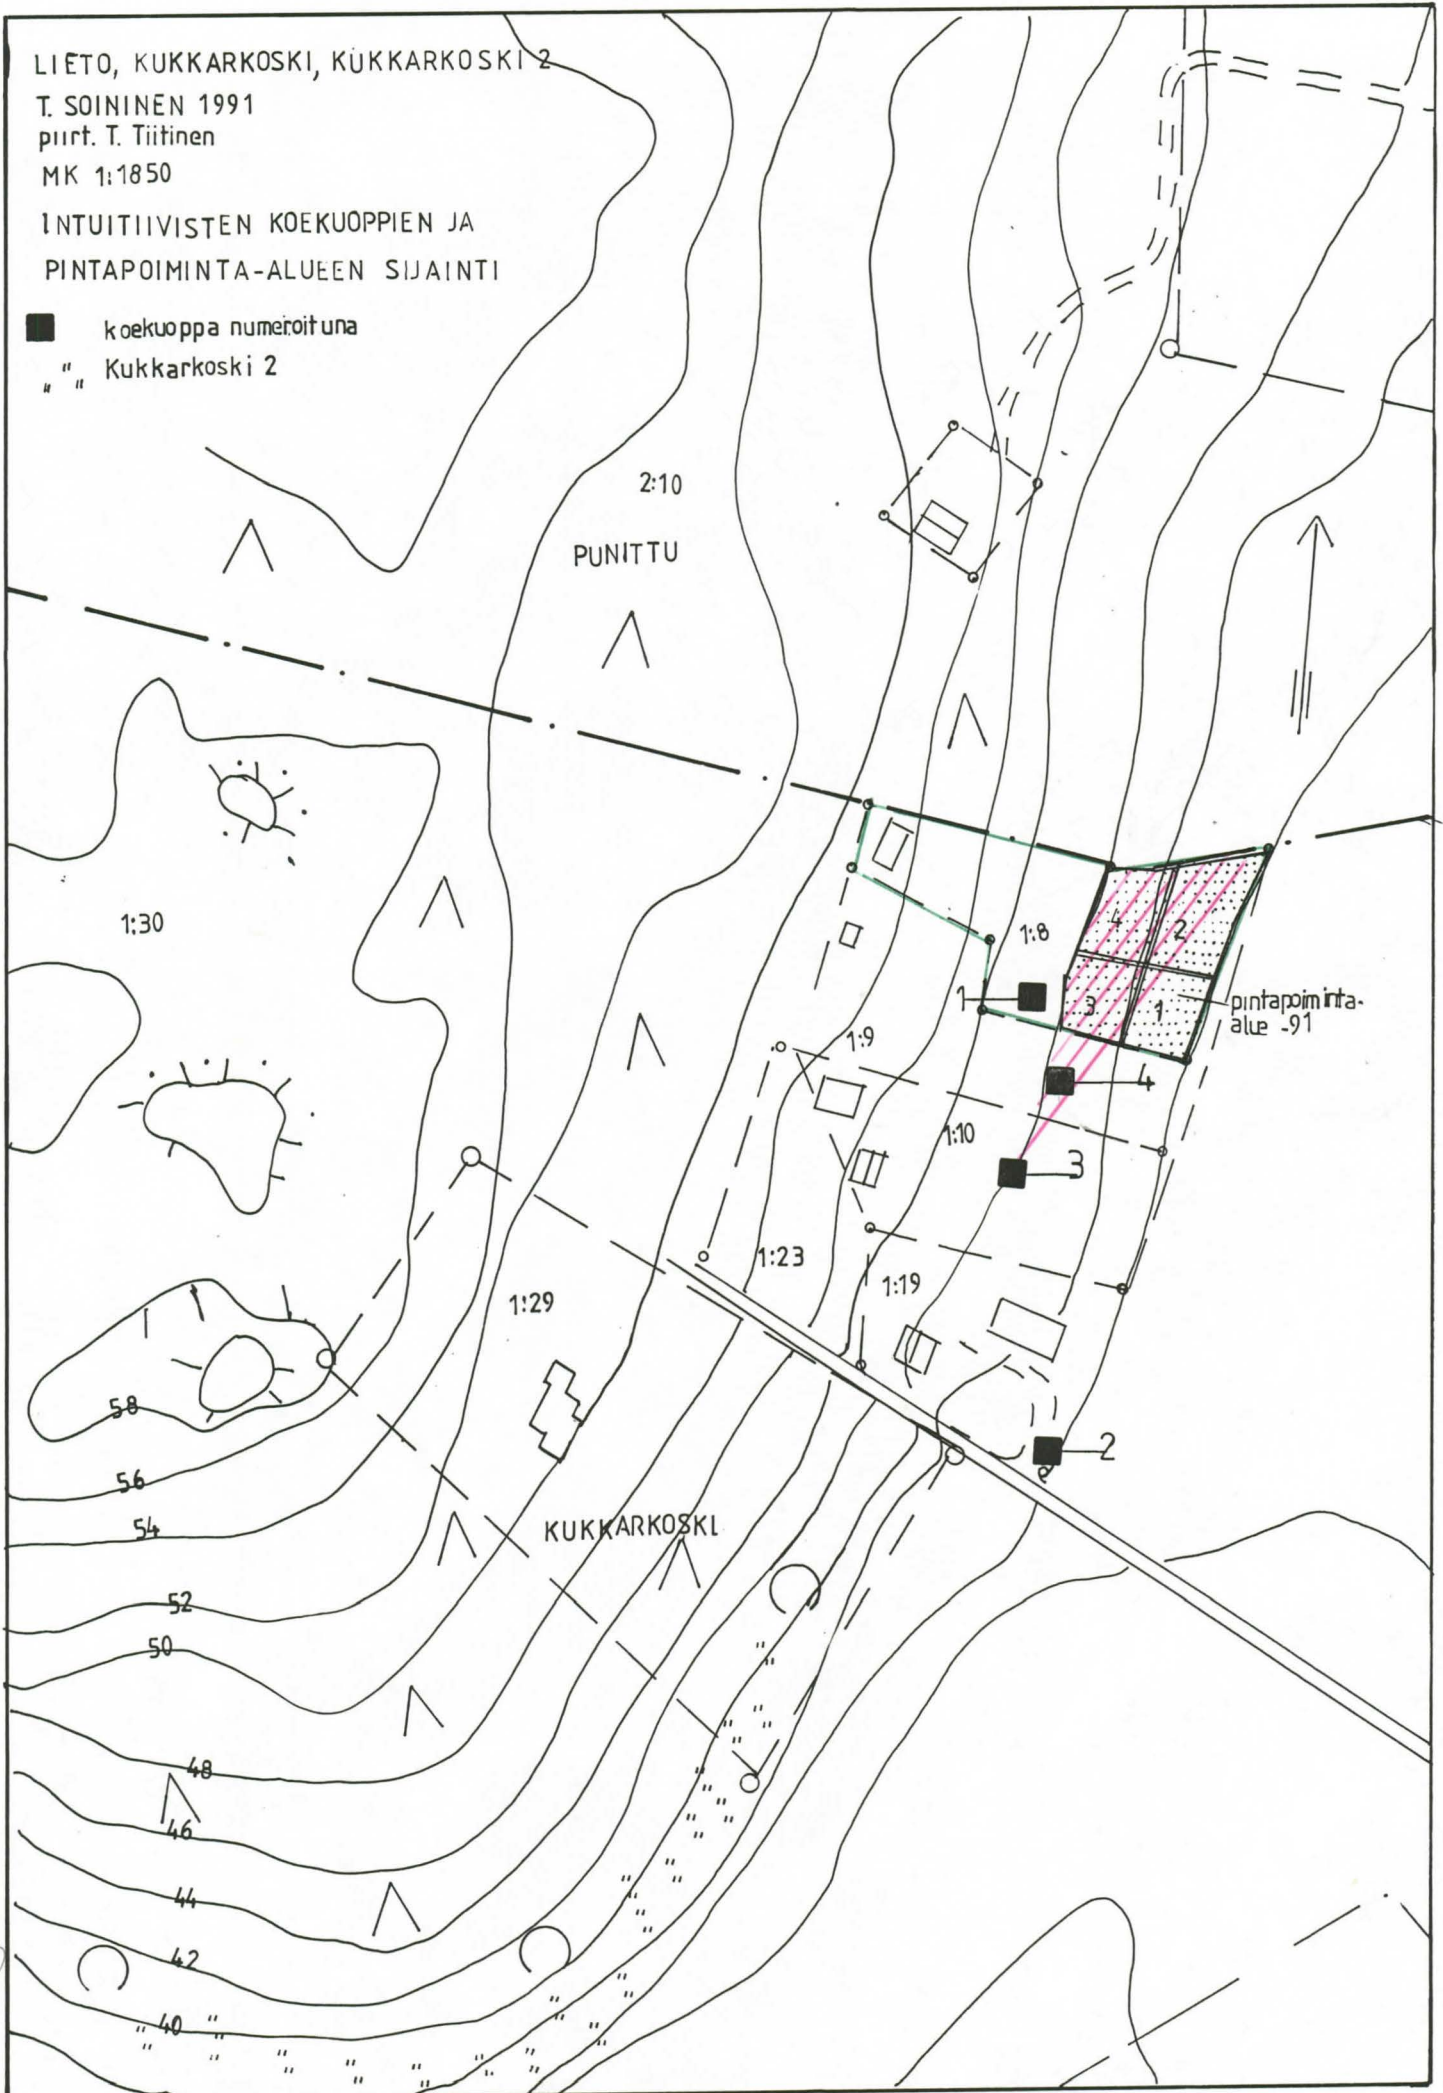 LIETO, KUKKARKOSKI, KUKKARKOSKI 2
T. SOININEN 1991
piirt. T. Tiitinen
MK 1:1850
INTUITIIVISTEN KOEKUOPPIEN JA
PINTAPOIMINTA-ALUEEN SIJAINTI
koekuoppa numeroituna
" Kukkarkoski 2
2:10
PUNITTU
1:30
1:8
4
2
3
1
1
pintapoiminta-
alue -91
1:9
4
1:10
3
1:23
1:19
1:29
2
58
56
54
KUKKARKOSKI
52
50
48
46
44
42
40